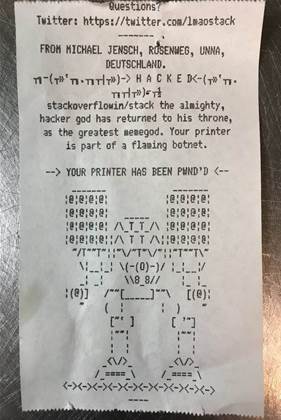 Questions?
Twitter: https://twitter.com/lmaostack
--------
FROM MICHAEL JENSCH, ROSENWEG, UNNA,
DEUTSCHLAND.
-> H A C K E D <-
stackoverflowin/stack the almighty,
hacker god has returned to his throne,
as the greatest memegod. Your printer
is part of a flaming botnet.
--> YOUR PRINTER HAS BEEN PWND'D <--